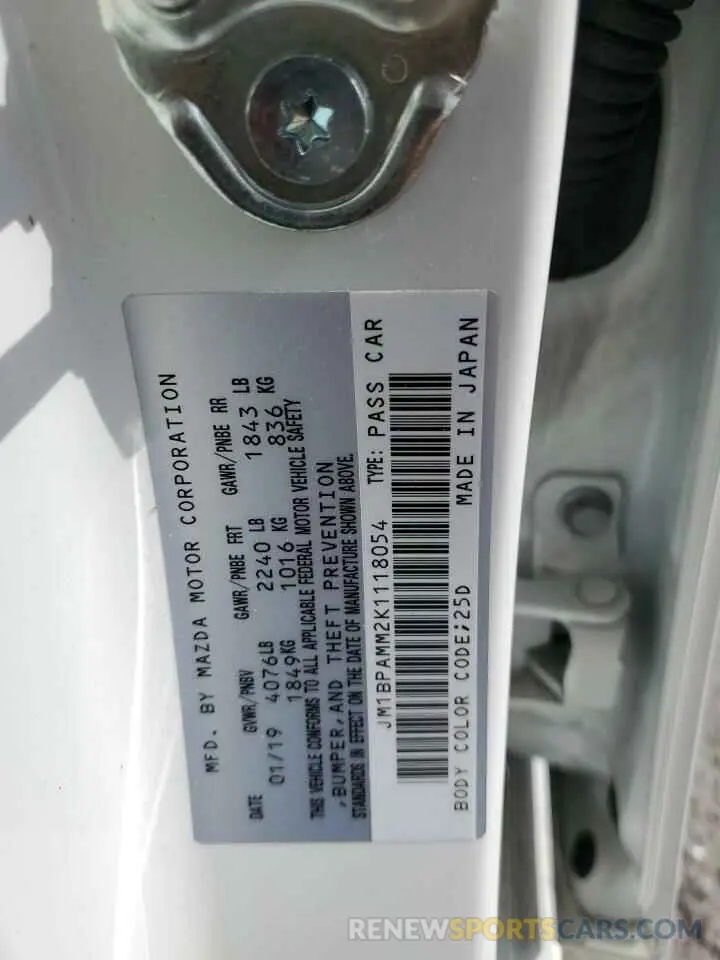 MFD. BY MAZDA MOTOR CORPORATION
DATE GVWR/PNBV GAWR/PNBE FRT GAWR/PNBE RR
01/19 4076LB 2240 LB 1843 LB
1849KG 1016 KG 836 KG
THIS VEHICLE CONFORMS TO ALL APPLICABLE FEDERAL MOTOR VEHICLE SAFETY
,BUMPER,AND THEFT PREVENTION
STANDARDS IN EFFECT ON THE DATE OF MANUFACTURE SHOWN ABOVE.
JM1BPAMM2K1118054 TYPE: PASS CAR
BODY COLOR CODE:25D MADE IN JAPAN
RENEWSPORTSCARS.COM